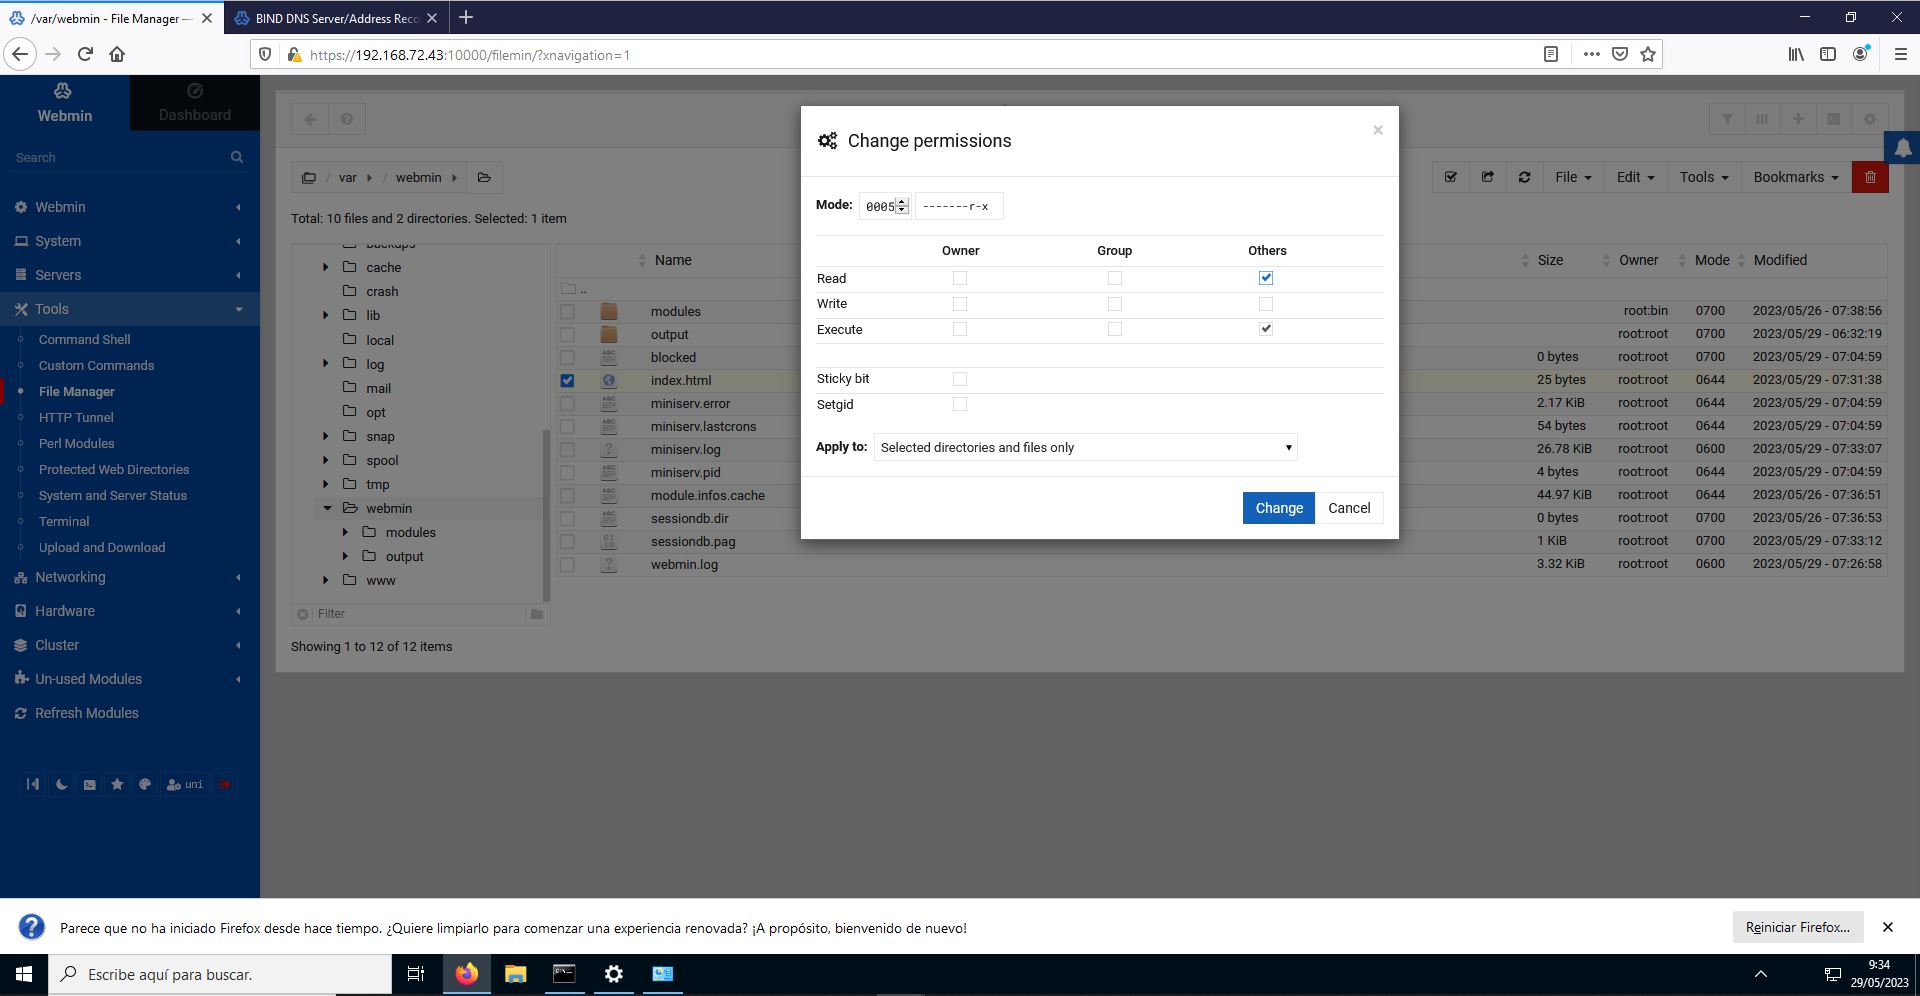 /var/webmin - File Manager —
BIND DNS Server/Address Reco
https://192.168.72.43:10000/filemin/?xnavigation=1
Webmin
Dashboard
Search
Webmin
System
Servers
Tools
Command Shell
Custom Commands
File Manager
HTTP Tunnel
Perl Modules
Protected Web Directories
System and Server Status
Terminal
Upload and Download
Networking
Hardware
Cluster
Un-used Modules
Refresh Modules
uni
/ var webmin
File Edit Tools Bookmarks
Total: 10 files and 2 directories. Selected: 1 item
backups
cache
crash
lib
local
log
mail
opt
snap
spool
tmp
webmin
modules
output
www
Filter
Showing 1 to 12 of 12 items
Name Size Owner Mode Modified
..
modules root:bin 0700 2023/05/26 - 07:38:56
output root:root 0700 2023/05/29 - 06:32:19
blocked 0 bytes root:root 0700 2023/05/29 - 07:04:59
index.html 25 bytes root:root 0644 2023/05/29 - 07:31:38
miniserv.error 2.17 KiB root:root 0644 2023/05/29 - 07:04:59
miniserv.lastcrons 54 bytes root:root 0644 2023/05/29 - 07:04:59
miniserv.log 26.78 KiB root:root 0600 2023/05/29 - 07:33:07
miniserv.pid 4 bytes root:root 0644 2023/05/29 - 07:04:59
module.infos.cache 44.97 KiB root:root 0644 2023/05/29 - 07:36:51
sessiondb.dir 0 bytes root:root 0700 2023/05/26 - 07:36:53
sessiondb.pag 1 KiB root:root 0700 2023/05/29 - 07:33:12
webmin.log 3.32 KiB root:root 0600 2023/05/29 - 07:26:58
Change permissions
×
Mode: 0005 -------r-x
Owner Group Others
Read
Write
Execute
Sticky bit
Setgid
Apply to: Selected directories and files only
Change Cancel
Parece que no ha iniciado Firefox desde hace tiempo. ¿Quiere limpiarlo para comenzar una experiencia renovada? ¡A propósito, bienvenido de nuevo!
Reiniciar Firefox...
Escribe aquí para buscar.
9:34
29/05/2023